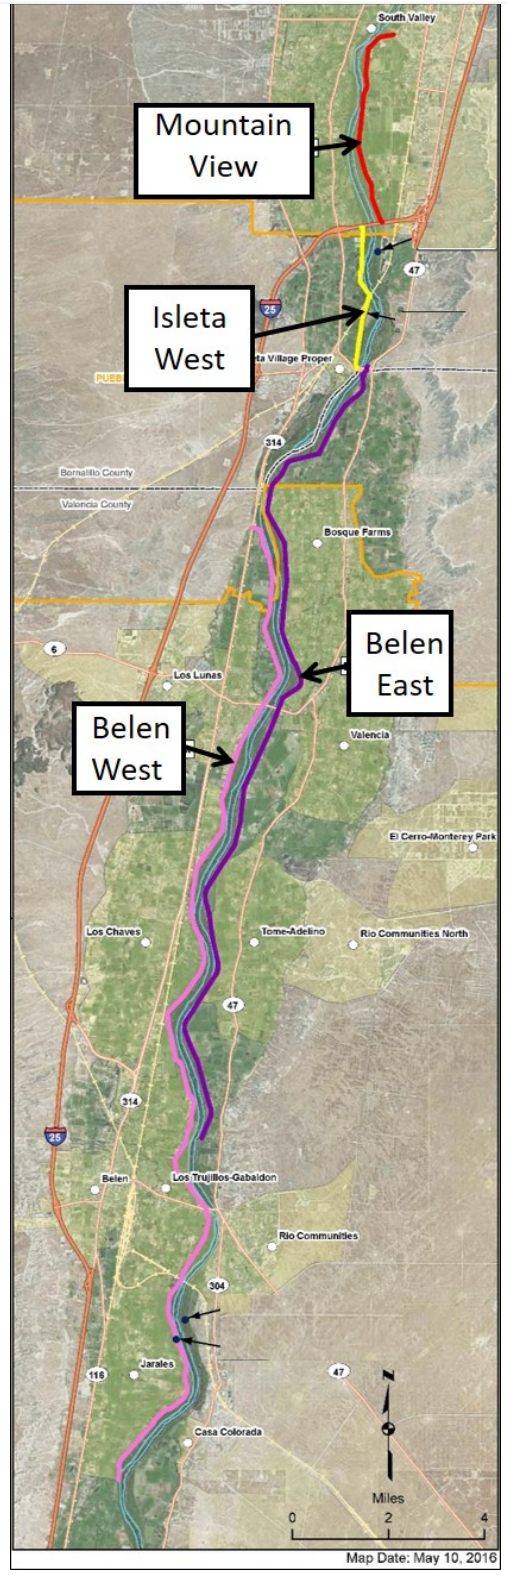 South Valley
Mountain
View
47
Isleta
West
25
eta Village Proper
PUEB
314
Bernalillo County
Valencia County
Bosque Farms
6
Belen
East
Los Lunas
Belen
West
Valencia
El Cerro-Monterey Park
Los Chaves
Tome-Adelino
Rio Communities North
47
314
25
Belen
Los Trujillos-Gabaldon
Rio Communities
304
116
Jarales
47
N
Casa Colorada
Miles
0 2 4
Map Date: May 10, 2016